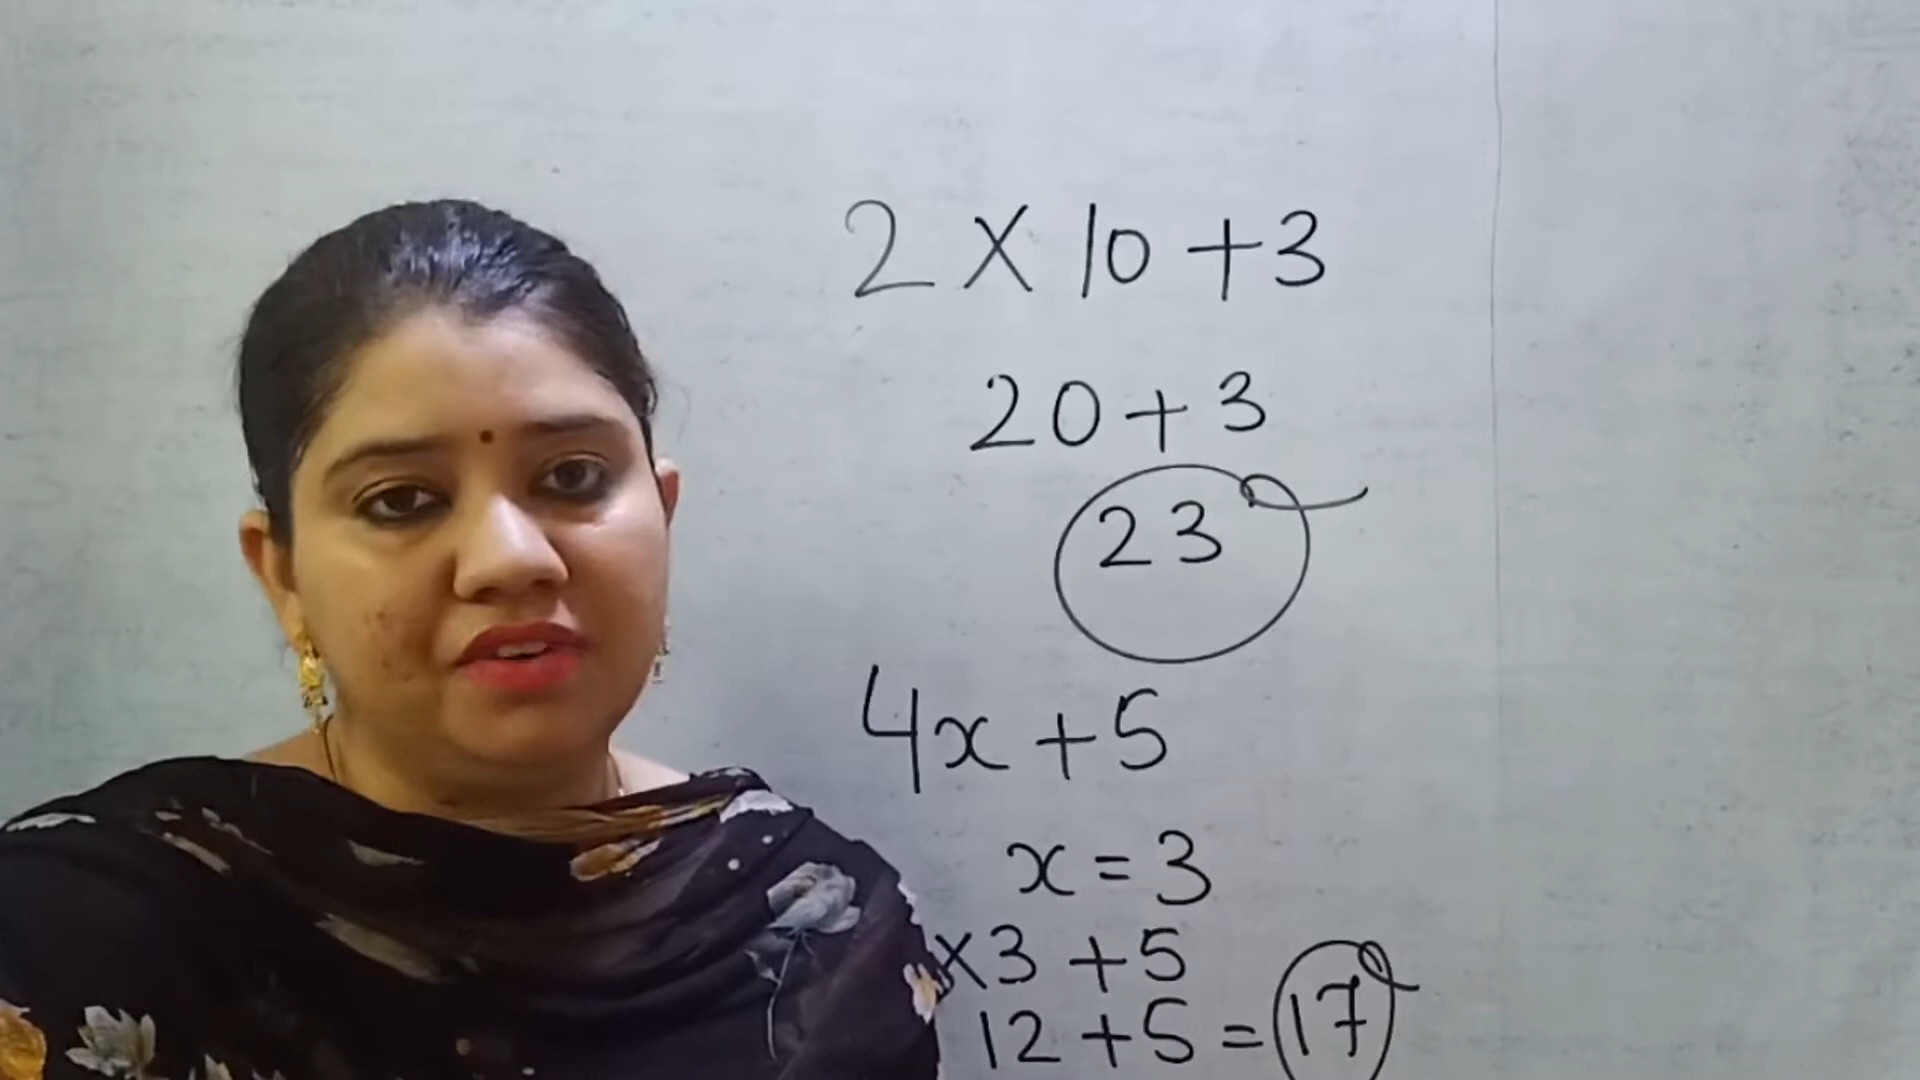 2 X 10 + 3
20 + 3
23
4x + 5
x = 3
x3 + 5
12 + 5 = 17